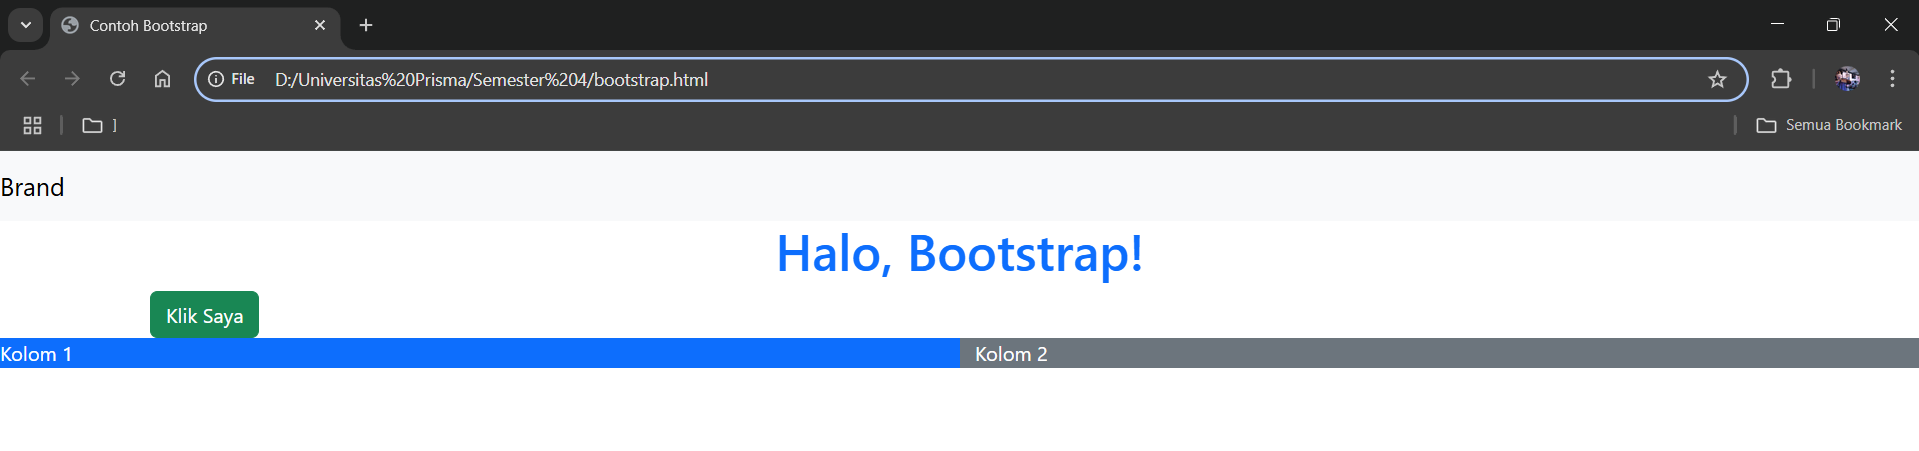 Contoh Bootstrap
File D:/Universitas%20Prisma/Semester%204/bootstrap.html
] Semua Bookmark
Brand
Halo, Bootstrap!
Klik Saya
Kolom 1 Kolom 2